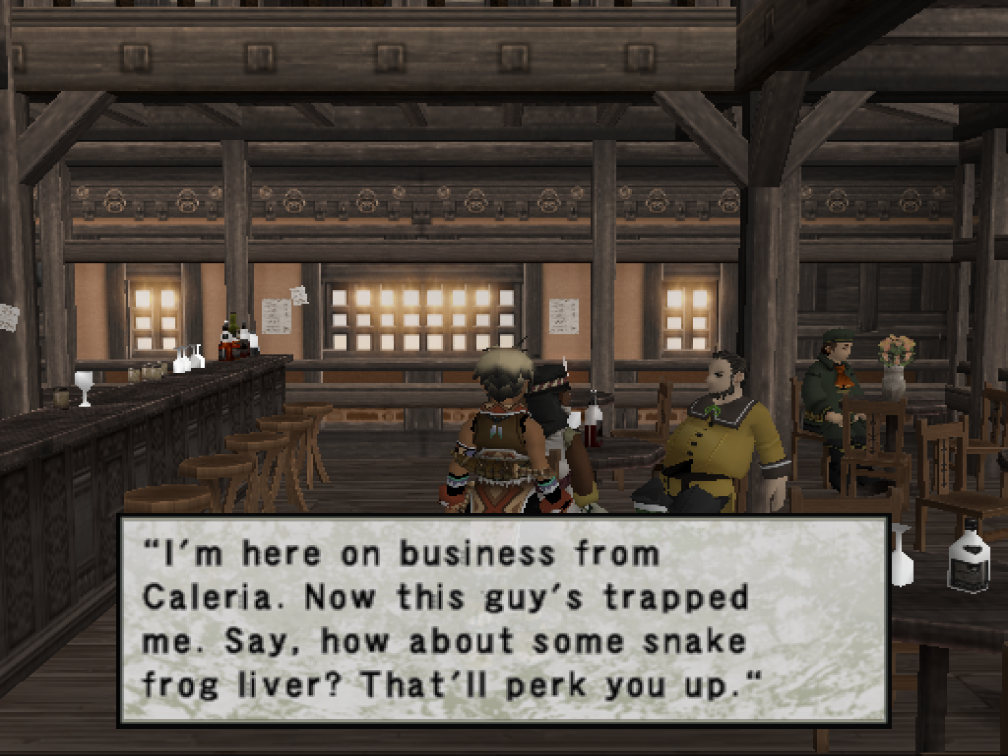 “I'm here on business from
Caleria. Now this guy's trapped
me. Say, how about some snake
frog liver? That'll perk you up.“